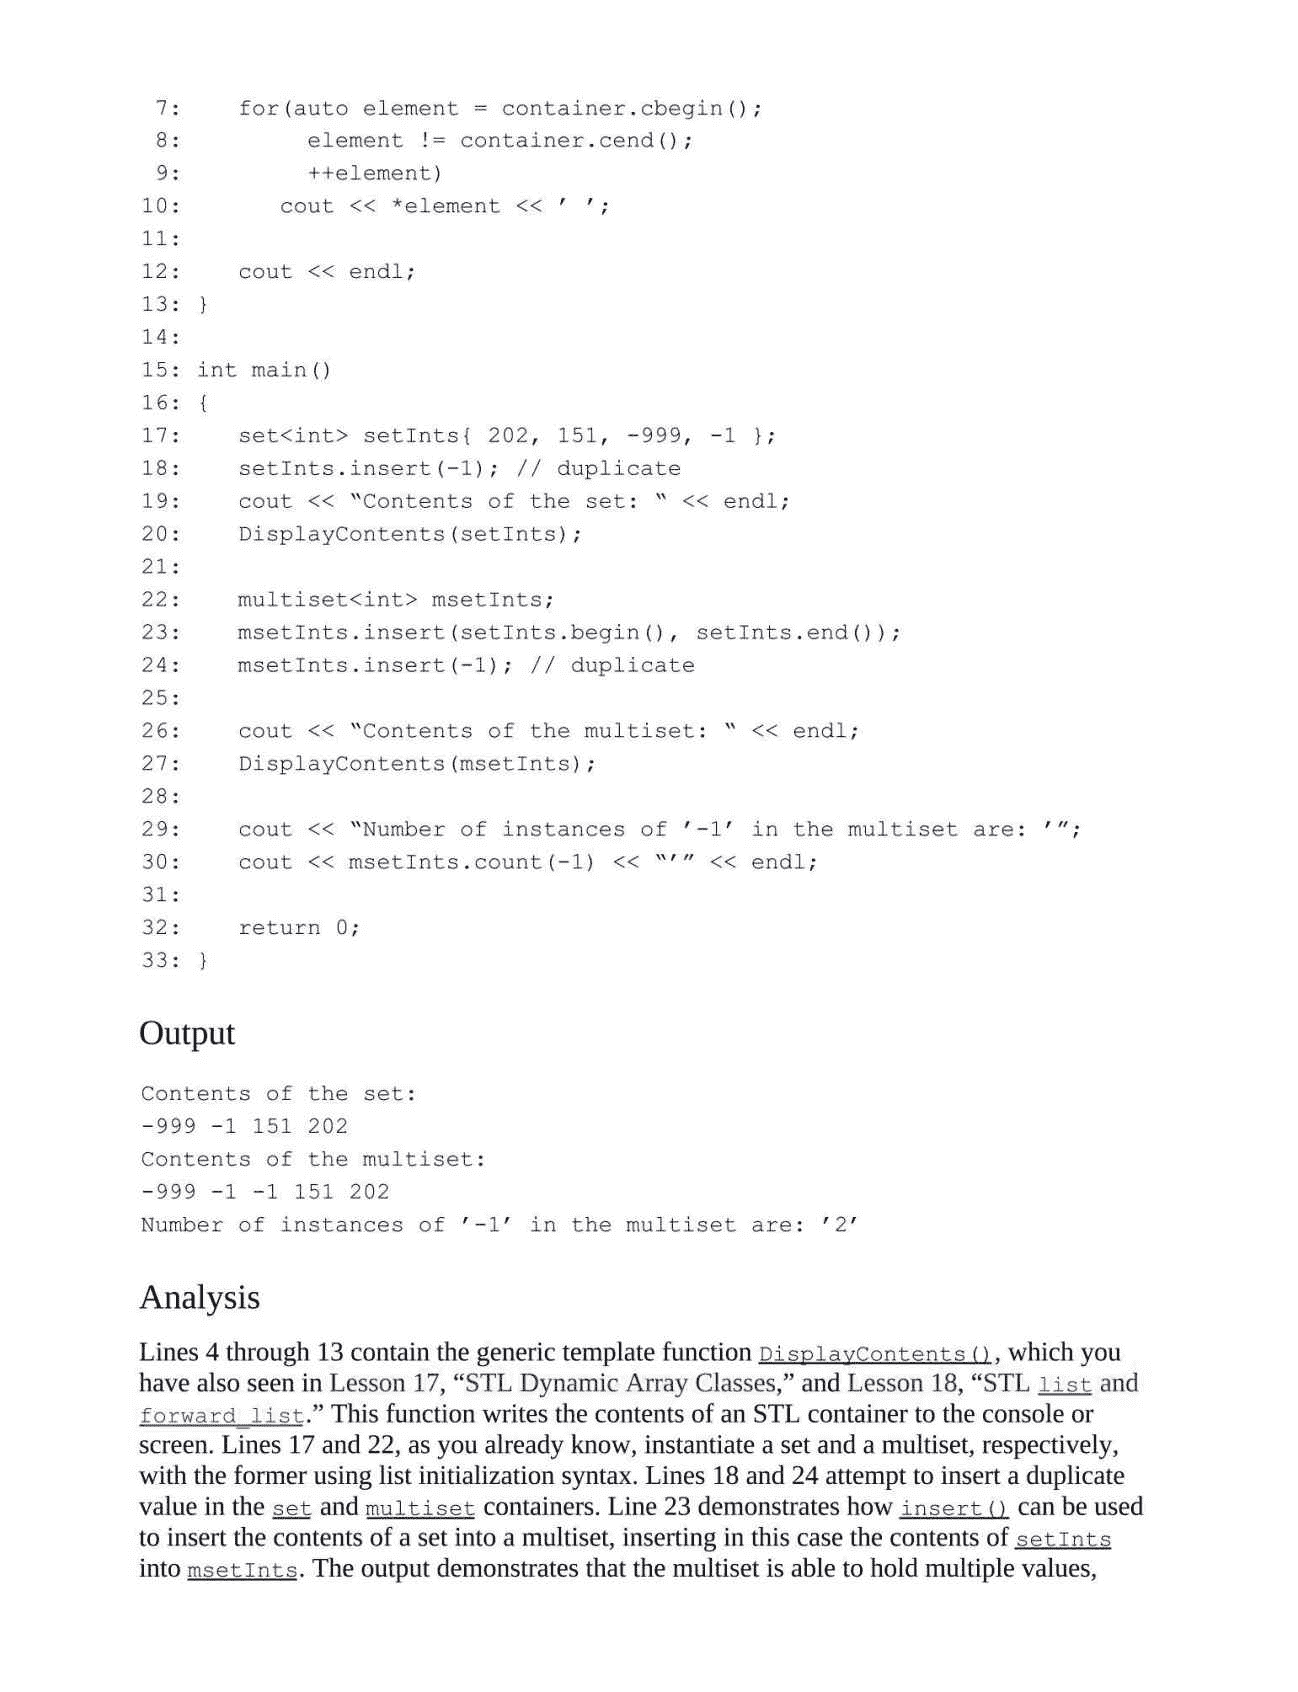 7:    for(auto element = container.cbegin();
8:         element != container.cend();
9:         ++element)
10:       cout << *element << ’ ’;
11:
12:    cout << endl;
13: }
14:
15: int main()
16: {
17:    set<int> setInts{ 202, 151, -999, -1 };
18:    setInts.insert(-1); // duplicate
19:    cout << “Contents of the set: “ << endl;
20:    DisplayContents(setInts);
21:
22:    multiset<int> msetInts;
23:    msetInts.insert(setInts.begin(), setInts.end());
24:    msetInts.insert(-1); // duplicate
25:
26:    cout << “Contents of the multiset: “ << endl;
27:    DisplayContents(msetInts);
28:
29:    cout << “Number of instances of ’-1’ in the multiset are: ’”;
30:    cout << msetInts.count(-1) << “’” << endl;
31:
32:    return 0;
33: }
Output
Contents of the set:
-999 -1 151 202
Contents of the multiset:
-999 -1 -1 151 202
Number of instances of ’-1’ in the multiset are: ’2’
Analysis
Lines 4 through 13 contain the generic template function DisplayContents(), which you
have also seen in Lesson 17, “STL Dynamic Array Classes,” and Lesson 18, “STL list and
forward_list.” This function writes the contents of an STL container to the console or
screen. Lines 17 and 22, as you already know, instantiate a set and a multiset, respectively,
with the former using list initialization syntax. Lines 18 and 24 attempt to insert a duplicate
value in the set and multiset containers. Line 23 demonstrates how insert() can be used
to insert the contents of a set into a multiset, inserting in this case the contents of setInts
into msetInts. The output demonstrates that the multiset is able to hold multiple values,